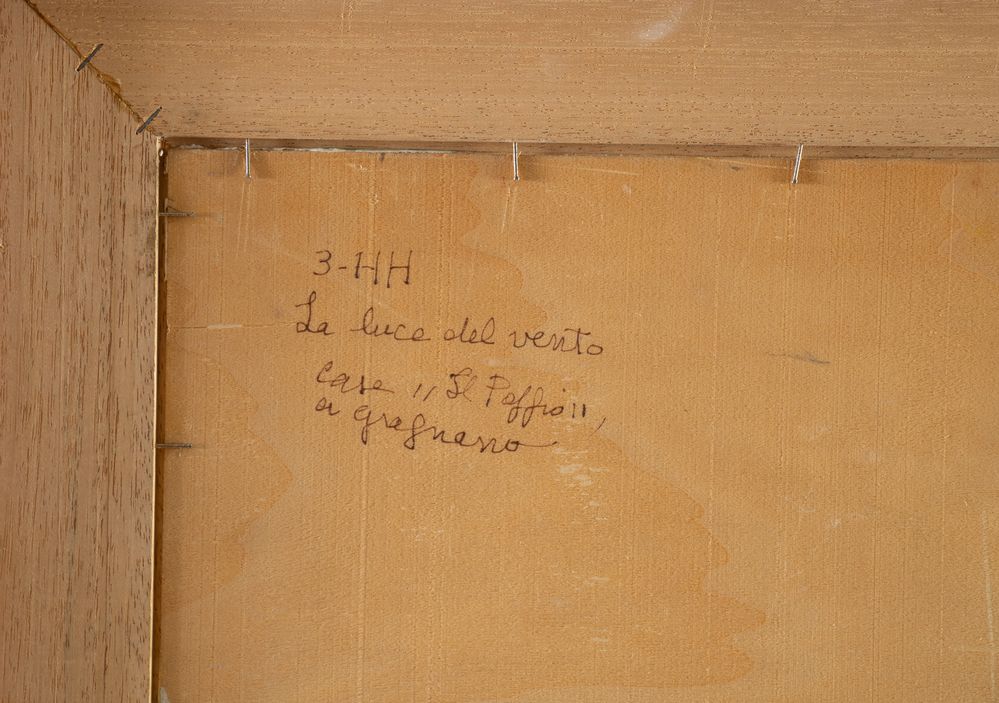 3-HH
La luce del vento
case ,, Il Poffio ",
a gragnano